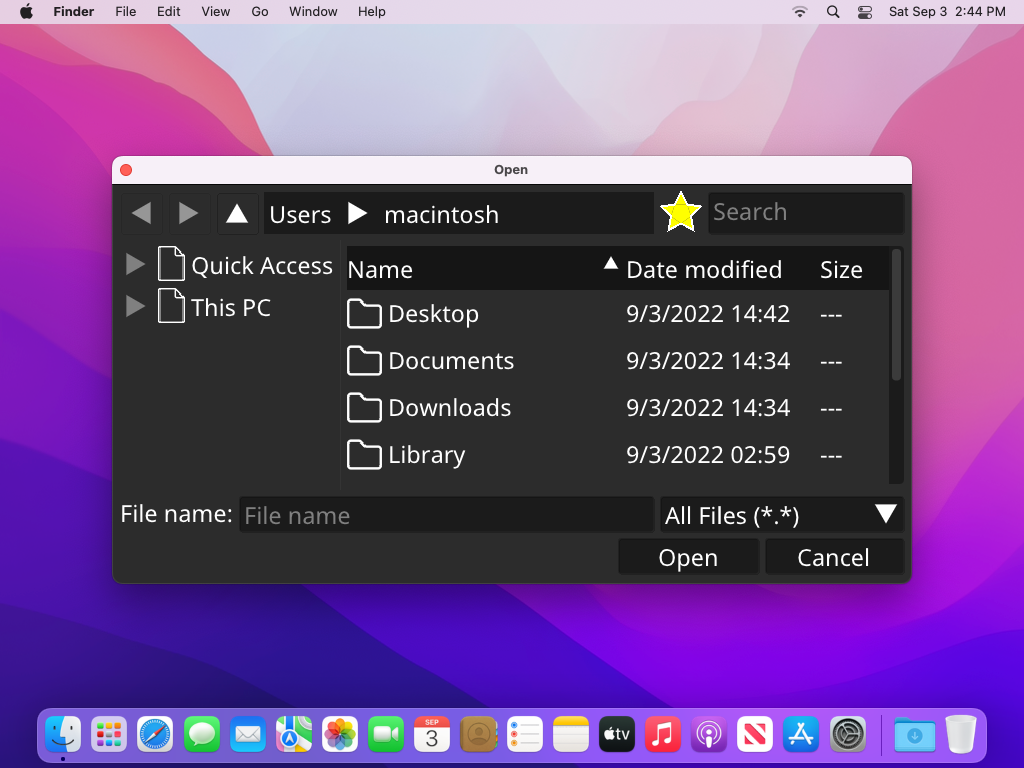 Finder File Edit View Go Window Help Sat Sep 3 2:44 PM
Open
Users macintosh Search
Quick Access
This PC
Name Date modified Size
Desktop 9/3/2022 14:42 ---
Documents 9/3/2022 14:34 ---
Downloads 9/3/2022 14:34 ---
Library 9/3/2022 02:59 ---
File name: File name All Files (*.*)
Open Cancel
SEP
3
tv